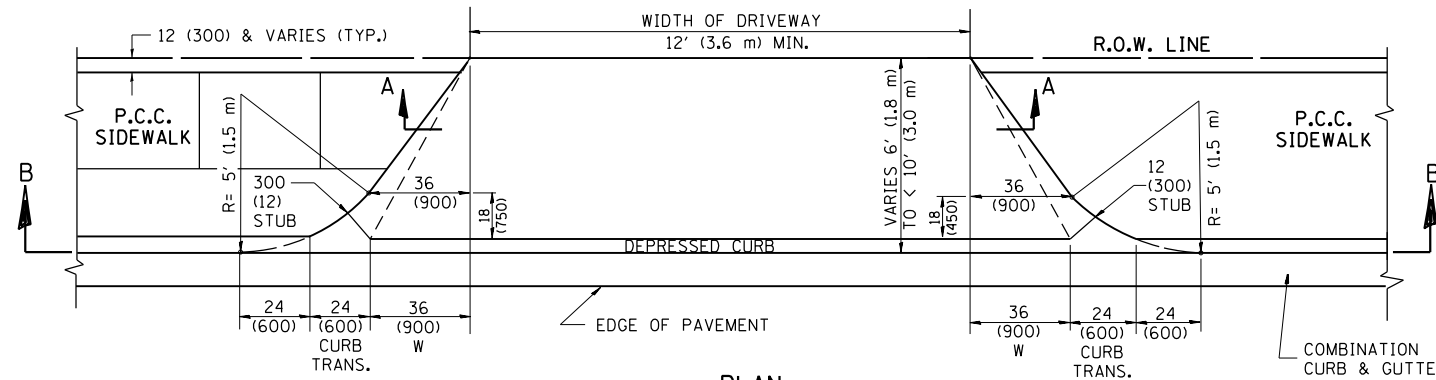 WIDTH OF DRIVEWAY
12' (3.6 m) MIN.
12 (300) & VARIES (TYP.)
R.O.W. LINE
A
A
P.C.C.
SIDEWALK
P.C.C.
SIDEWALK
R= 5' (1.5 m)
300
(12)
STUB
36
(900)
18
(750)
VARIES 6' (1.8 m)
TO < 10' (3.0 m)
36
(900)
18
(450)
12
(300)
STUB
R= 5' (1.5 m)
B
B
DEPRESSED CURB
24
(600)
24
(600)
CURB
TRANS.
36
(900)
W
EDGE OF PAVEMENT
36
(900)
W
24
(600)
CURB
TRANS.
24
(600)
COMBINATION
CURB & GUTTE
PLAN